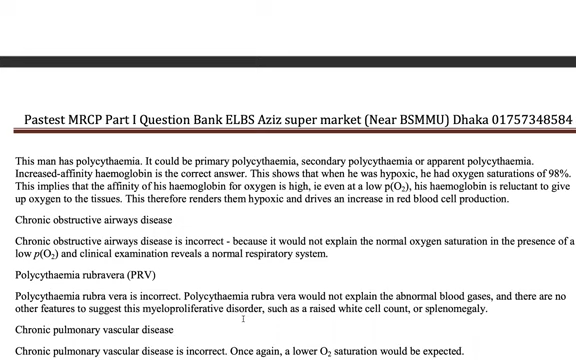 Pastest MRCP Part I Question Bank ELBS Aziz super market (Near BSMMU) Dhaka 01757348584
This man has polycythaemia. It could be primary polycythaemia, secondary polycythaemia or apparent polycythaemia.
Increased-affinity haemoglobin is the correct answer. This shows that when he was hypoxic, he had oxygen saturations of 98%.
This implies that the affinity of his haemoglobin for oxygen is high, ie even at a low p(O2), his haemoglobin is reluctant to give
up oxygen to the tissues. This therefore renders them hypoxic and drives an increase in red blood cell production.
Chronic obstructive airways disease
Chronic obstructive airways disease is incorrect - because it would not explain the normal oxygen saturation in the presence of a
low p(O2) and clinical examination reveals a normal respiratory system.
Polycythaemia rubravera (PRV)
Polycythaemia rubra vera is incorrect. Polycythaemia rubra vera would not explain the abnormal blood gases, and there are no
other features to suggest this myeloproliferative disorder, such as a raised white cell count, or splenomegaly.
Chronic pulmonary vascular disease
Chronic pulmonary vascular disease is incorrect. Once again, a lower O2 saturation would be expected.